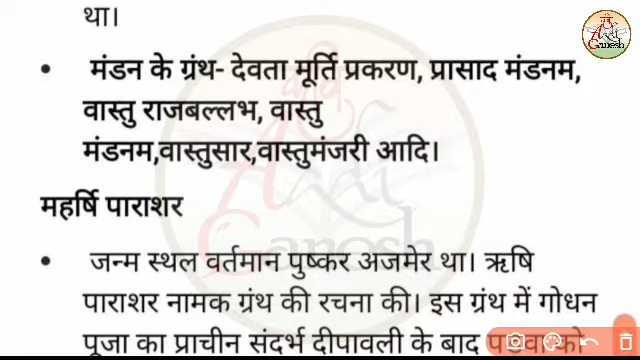 था।
मंडन के ग्रंथ- देवता मूर्ति प्रकरण, प्रासाद मंडनम,
वास्तु राजबल्लभ, वास्तु
मंडनम,वास्तुसार,वास्तुमंजरी आदि।
महर्षि पाराशर
जन्म स्थल वर्तमान पुष्कर अजमेर था। ऋषि
पाराशर नामक ग्रंथ की रचना की। इस ग्रंथ में गोधन
पूजा का प्राचीन संदर्भ दीपावली के बाद को